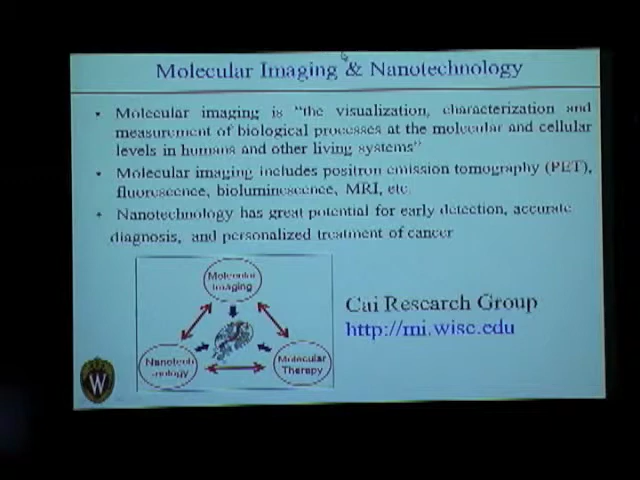 Molecular Imaging & Nanotechnology
• Molecular imaging is "the visualization, characterization and
measurement of biological processes at the molecular and cellular
levels in humans and other living systems"
• Molecular imaging includes positron emission tomography (PET),
fluorescence, bioluminescence, MRI, etc.
• Nanotechnology has great potential for early detection, accurate
diagnosis, and personalized treatment of cancer
Molecular
Imaging
Cai Research Group
http://mi.wisc.edu
Nanotech
-nology
Molecular
Therapy
W